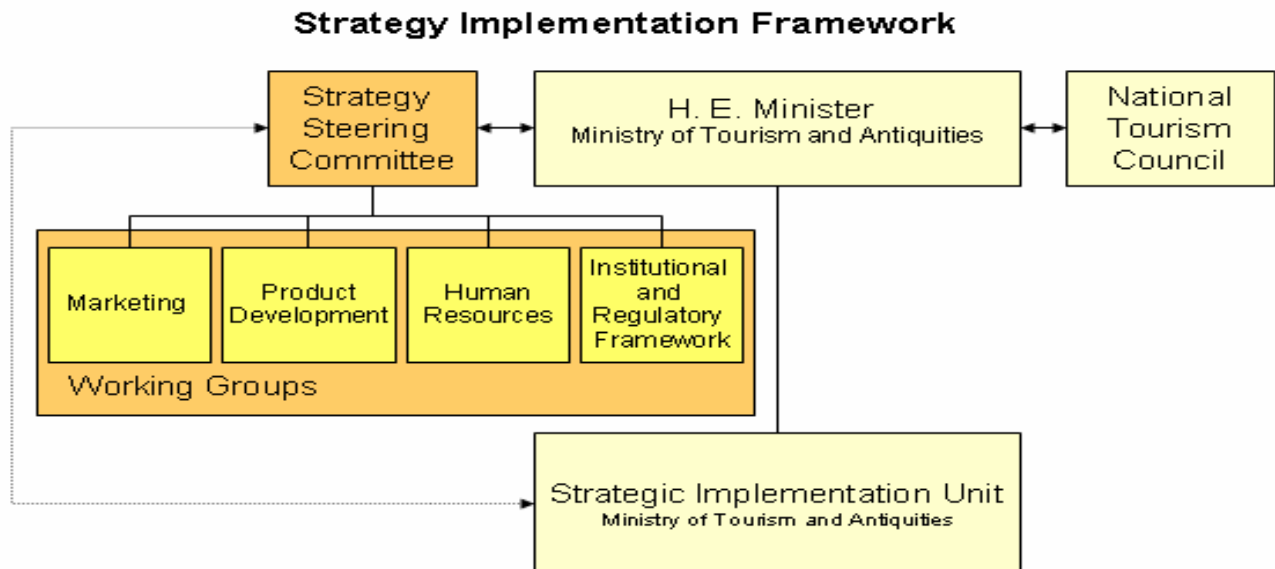 Strategy Implementation Framework
Strategy
Steering
Committee
H. E. Minister
Ministry of Tourism and Antiquities
National
Tourism
Council
Marketing
Product
Development
Human
Resources
Institutional
and
Regulatory
Framework
Working Groups
Strategic Implementation Unit
Ministry of Tourism and Antiquities